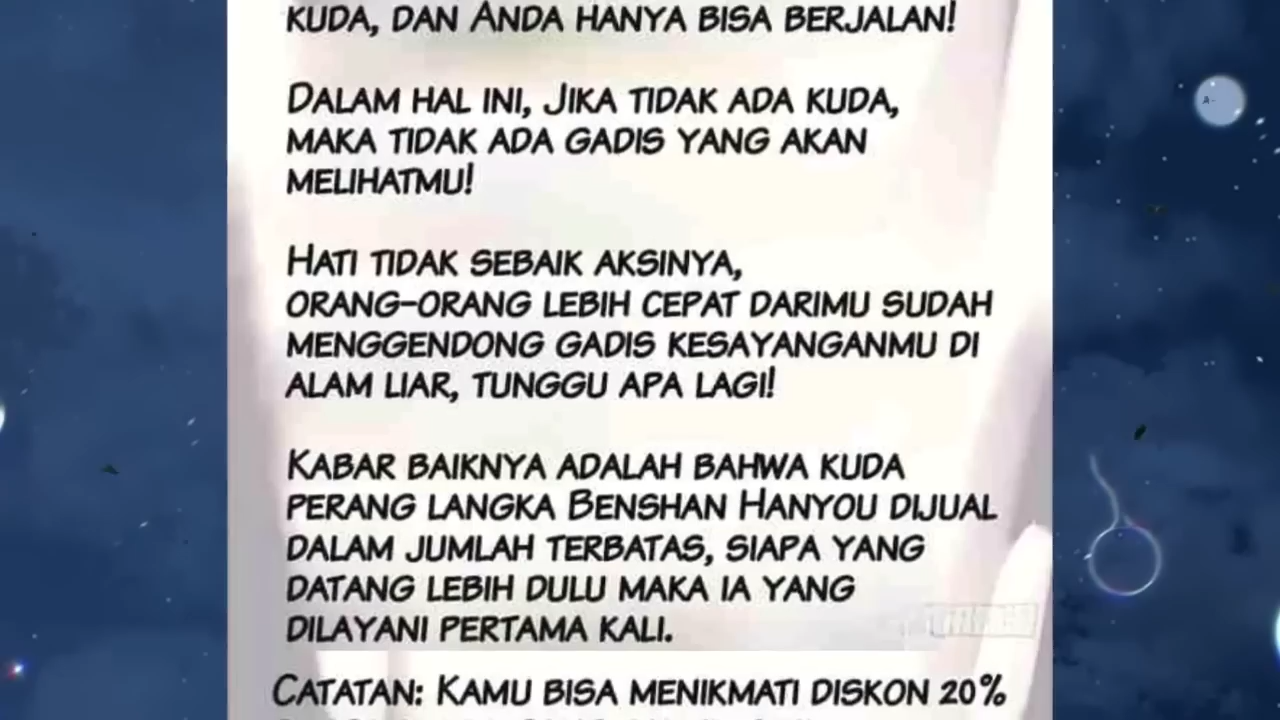 KUDA, DAN ANDA HANYA BISA BERJALAN!
DALAM HAL INI, JIKA TIDAK ADA KUDA,
MAKA TIDAK ADA GADIS YANG AKAN
MELIHATMU!
HATI TIDAK SEBAIK AKSINYA,
ORANG-ORANG LEBIH CEPAT DARIMU SUDAH
MENGGENDONG GADIS KESAYANGANMU DI
ALAM LIAR, TUNGGU APA LAGI!
KABAR BAIKNYA ADALAH BAHWA KUDA
PERANG LANGKA BENSHAN HANYOU DIJUAL
DALAM JUMLAH TERBATAS, SIAPA YANG
DATANG LEBIH DULU MAKA IA YANG
DILAYANI PERTAMA KALI.
CATATAN: KAMU BISA MENIKMATI DISKON 20%